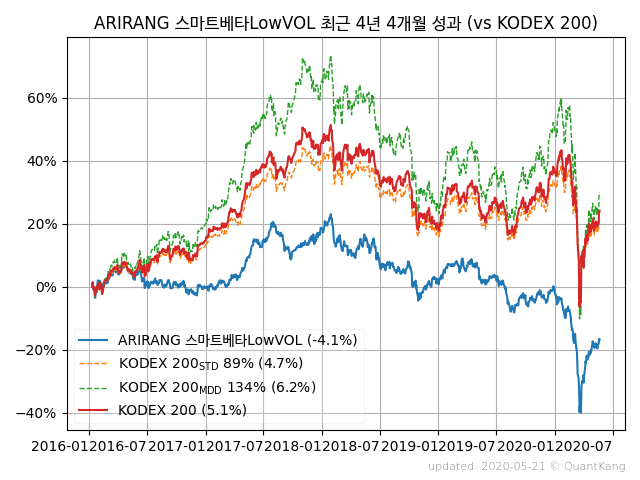 ARIRANG 스마트베타LowVOL 최근 4년 4개월 성과 (vs KODEX 200)
60%
40%
20%
0%
−20%
−40%
ARIRANG 스마트베타LowVOL (-4.1%)
KODEX 200STD 89% (4.7%)
KODEX 200MDD 134% (6.2%)
KODEX 200 (5.1%)
2016-01 2016-07 2017-01 2017-07 2018-01 2018-07 2019-01 2019-07 2020-01 2020-07
updated: 2020-05-21 © QuantKang